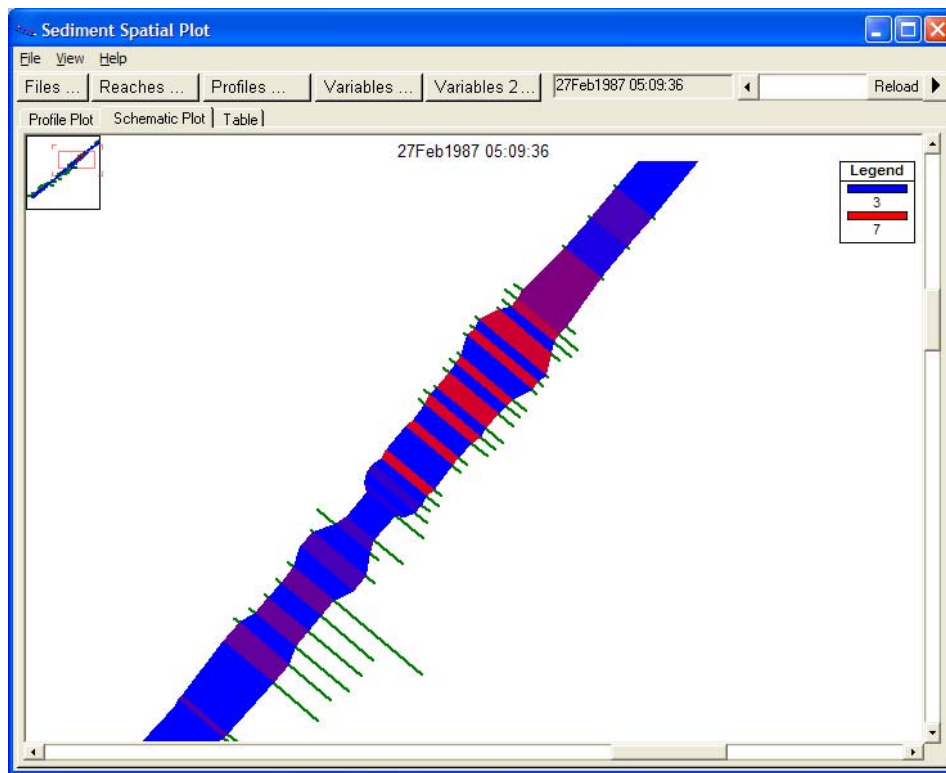 Sediment Spatial Plot
File View Help
Files ... Reaches ... Profiles ... Variables ... Variables 2... 27Feb1987 05:09:36 Reload
Profile Plot Schematic Plot Table
27Feb1987 05:09:36
Legend
3
7